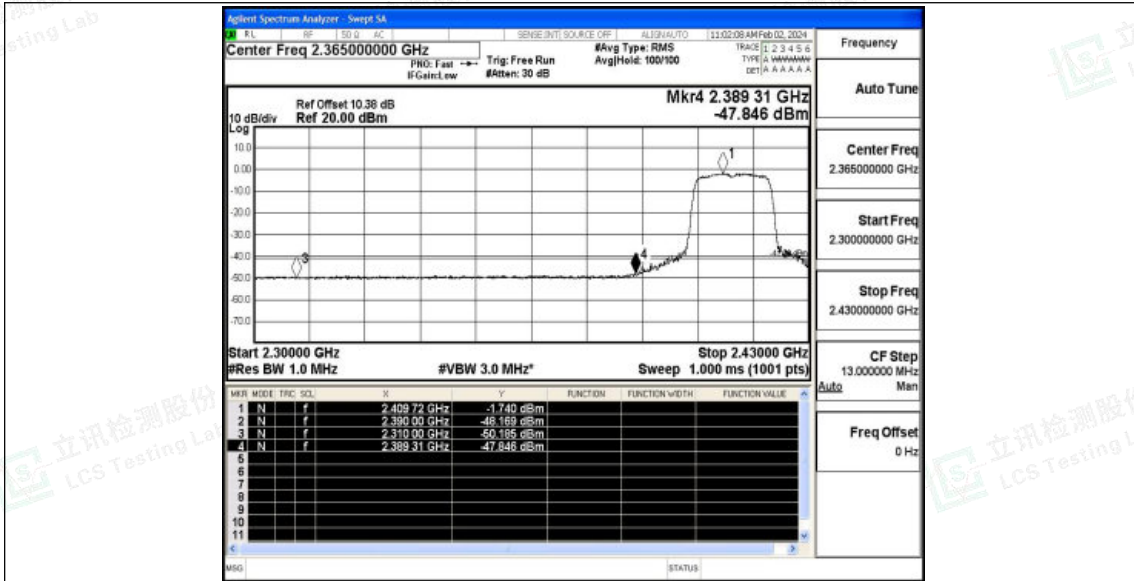 Agilent Spectrum Analyzer - Swept SA
RL RF 50 Ω AC SENSE:INT SOURCE OFF ALIGN AUTO 11:02:08 AM Feb 02, 2024
Center Freq 2.365000000 GHz
PNO: Fast
IFGain:Low
Trig: Free Run
#Atten: 30 dB
#Avg Type: RMS
Avg|Hold: 100/100
TRACE 1 2 3 4 5 6
TYPE A WWWWW
DET A A A A A A
Ref Offset 10.38 dB
Ref 20.00 dBm
10 dB/div
Log
Mkr4 2.389 31 GHz
-47.846 dBm
10.0
0.00
-10.0
-20.0
-30.0
-40.0
-50.0
-60.0
-70.0
1
3
4
Start 2.30000 GHz
Stop 2.43000 GHz
#Res BW 1.0 MHz
#VBW 3.0 MHz*
Sweep 1.000 ms (1001 pts)
MKR MODE TRC SCL X Y FUNCTION FUNCTION WIDTH FUNCTION VALUE
1 N f 2.409 72 GHz -1.740 dBm
2 N f 2.390 00 GHz -48.169 dBm
3 N f 2.310 00 GHz -50.185 dBm
4 N f 2.389 31 GHz -47.846 dBm
5
6
7
8
9
10
11
MSG
STATUS
Frequency
Auto Tune
Center Freq
2.365000000 GHz
Start Freq
2.300000000 GHz
Stop Freq
2.430000000 GHz
CF Step
13.000000 MHz
Auto Man
Freq Offset
0 Hz
立讯检测股份
LCS Testing Lab
立讯检测股份
LCS Testing L
sting Lab
立
LC